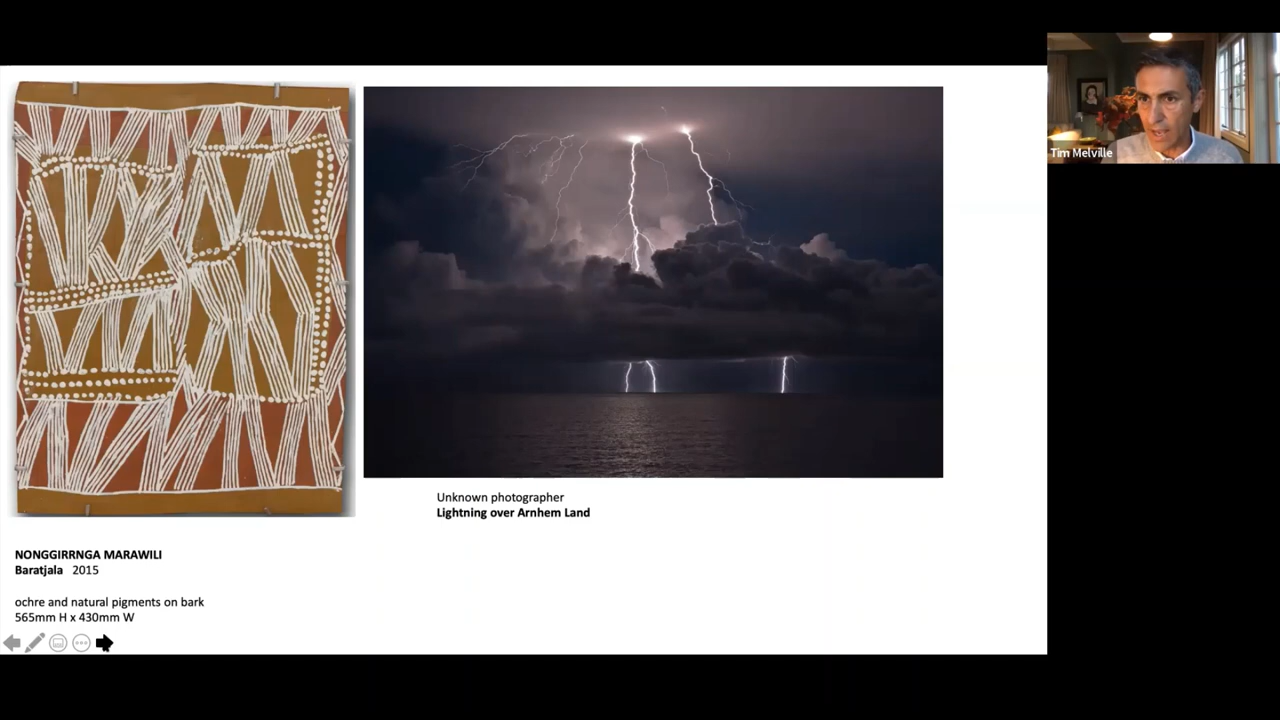 Tim Melville
Unknown photographer
Lightning over Arnhem Land
NONGGIRRNGA MARAWILI
Baratjala 2015
ochre and natural pigments on bark
565mm H x 430mm W